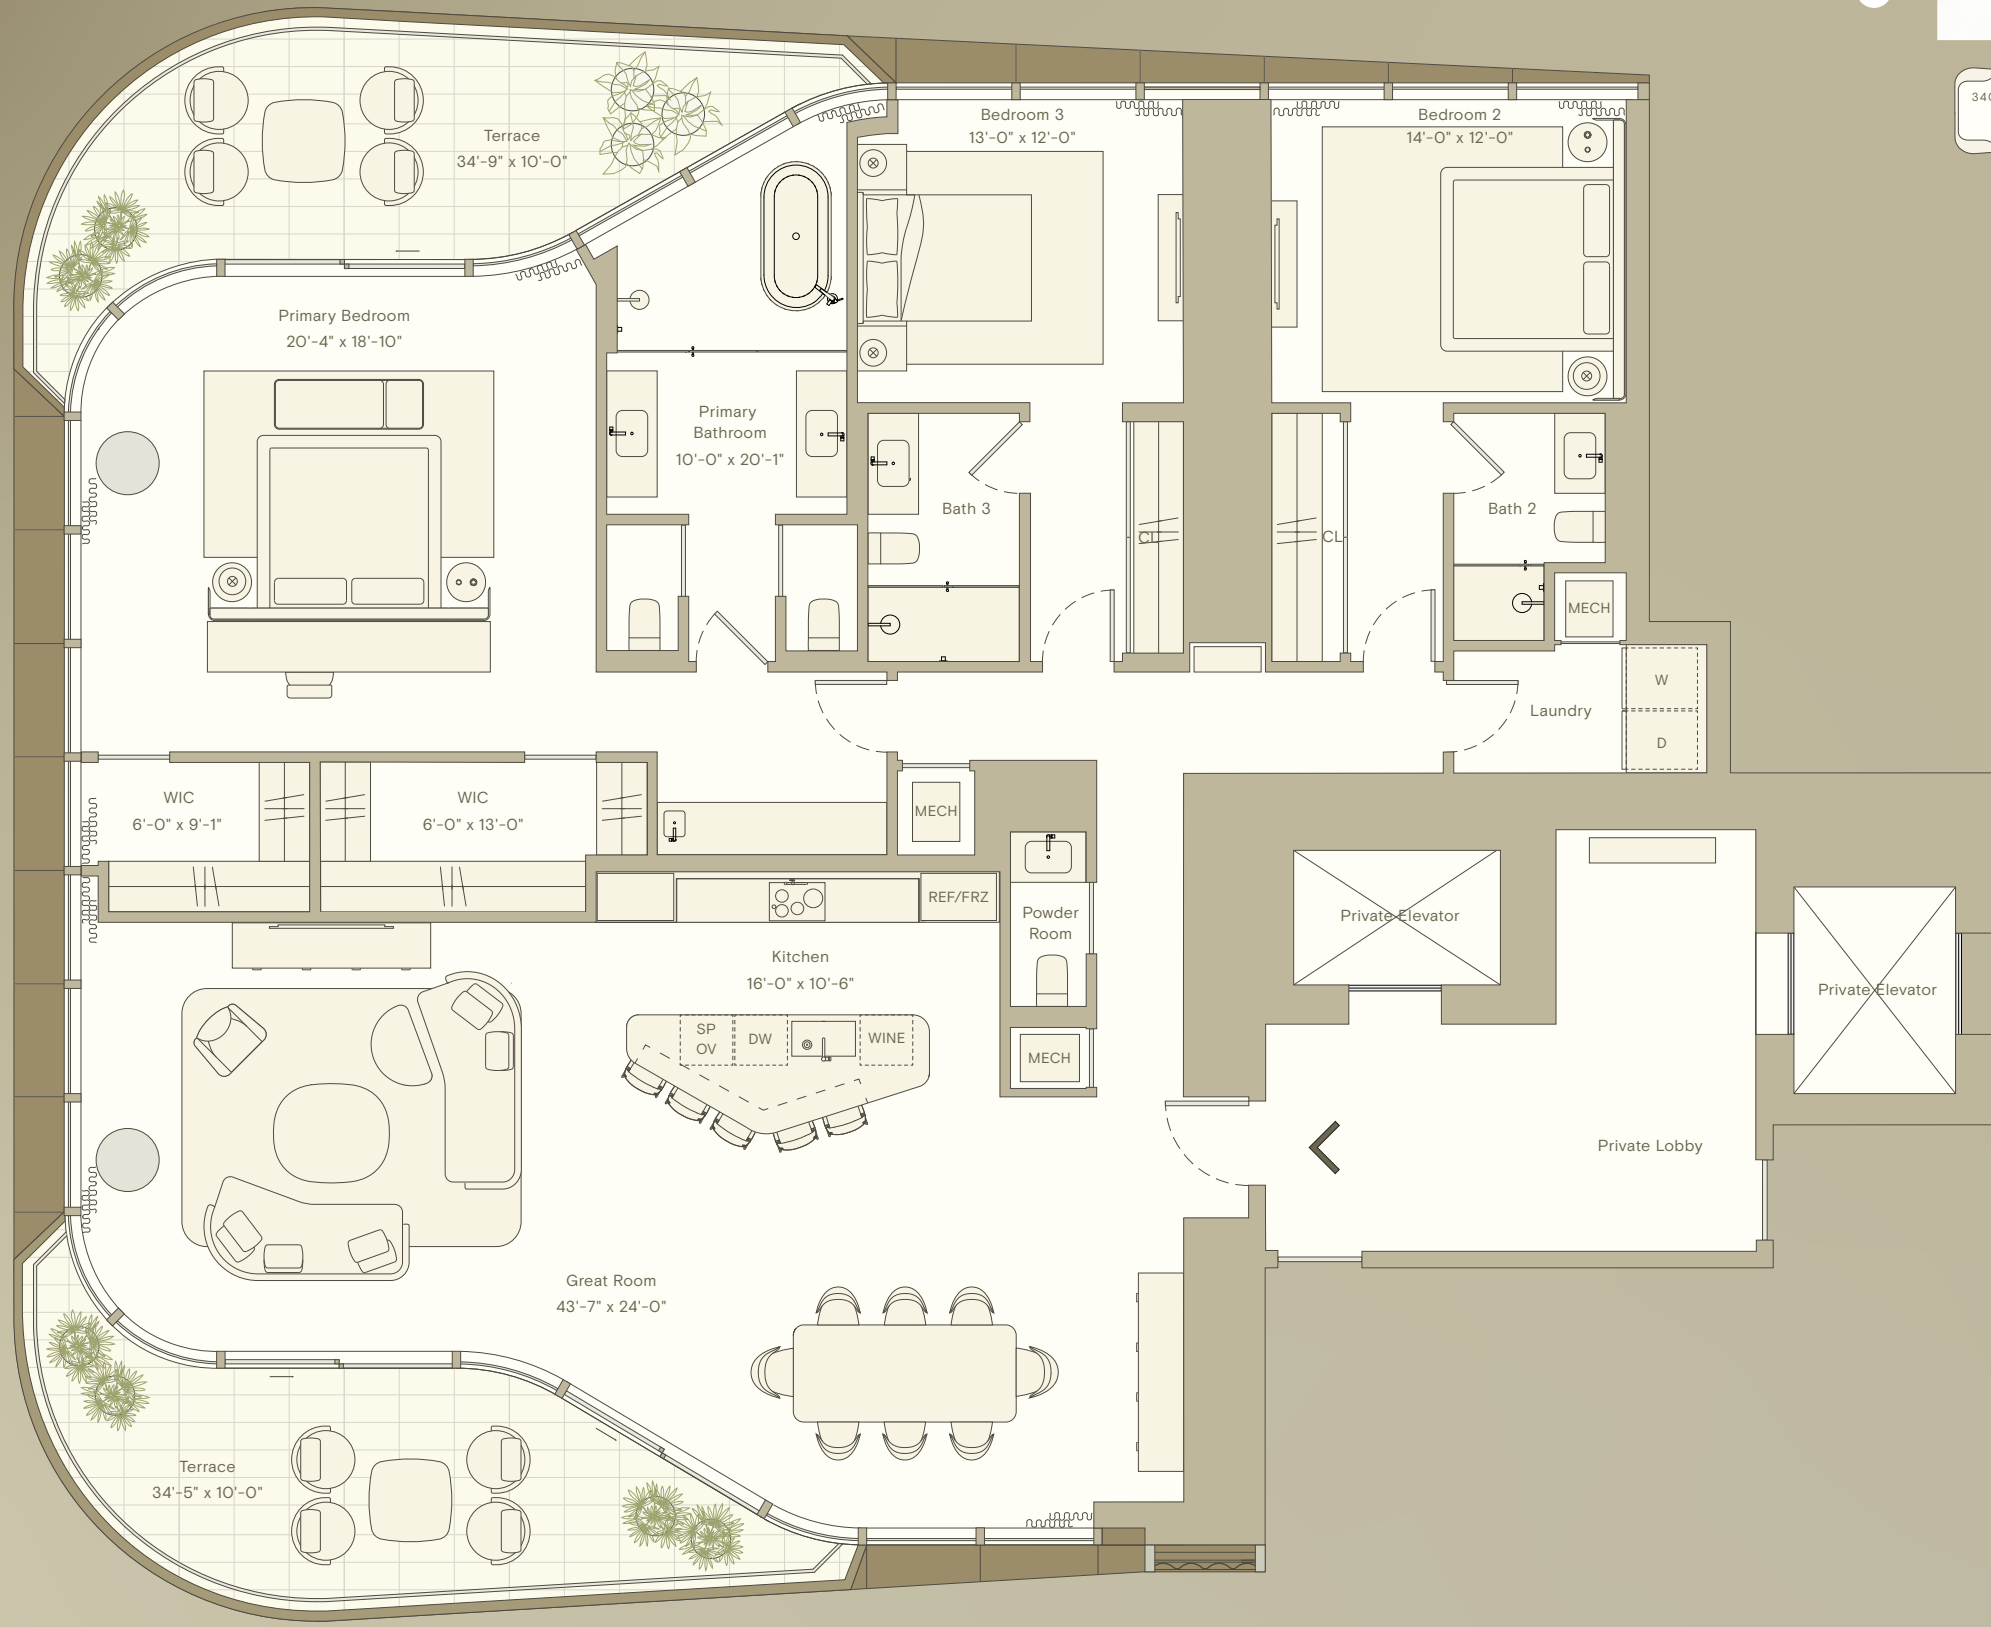 Terrace
34'-9" x 10'-0"
Bedroom 3
13'-0" x 12'-0"
Bedroom 2
14'-0" x 12'-0"
Primary Bedroom
20'-4" x 18'-10"
Primary
Bathroom
10'-0" x 20'-1"
Bath 3
CL
CL
Bath 2
MECH
W
Laundry
D
WIC
6'-0" x 9'-1"
WIC
6'-0" x 13'-0"
MECH
REF/FRZ
Powder
Room
Private Elevator
Kitchen
16'-0" x 10'-6"
Private Elevator
SP
OV
DW
WINE
MECH
Private Lobby
Great Room
43'-7" x 24'-0"
Terrace
34'-5" x 10'-0"